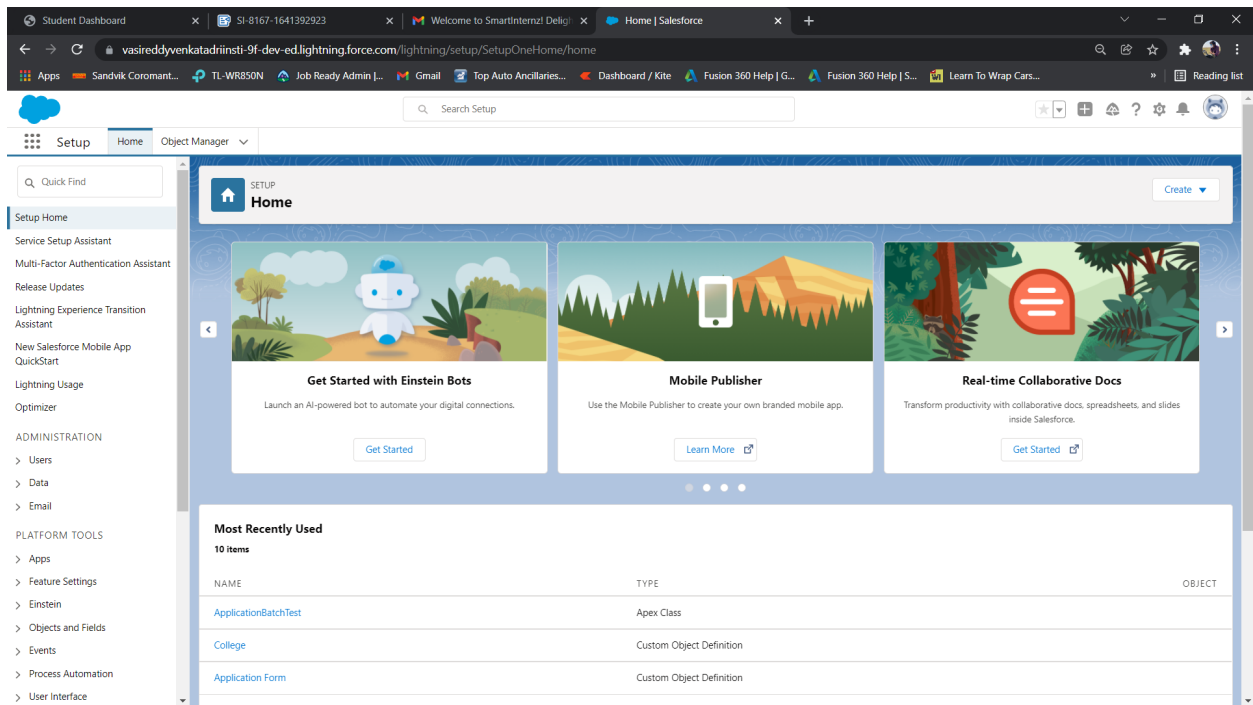 Student Dashboard
SI-8167-1641392923
Welcome to SmartInternz! Deligh
Home | Salesforce
vasireddyvenkatadriinsti-9f-dev-ed.lightning.force.com/lightning/setup/SetupOneHome/home
Apps
Sandvik Coromant...
TL-WR850N
Job Ready Admin |...
Gmail
Top Auto Ancillaries...
Dashboard / Kite
Fusion 360 Help | G...
Fusion 360 Help | S...
Learn To Wrap Cars...
»
Reading list
Search Setup
Setup
Home
Object Manager
Quick Find
Setup Home
Service Setup Assistant
Multi-Factor Authentication Assistant
Release Updates
Lightning Experience Transition
Assistant
New Salesforce Mobile App
QuickStart
Lightning Usage
Optimizer
ADMINISTRATION
Users
Data
Email
PLATFORM TOOLS
Apps
Feature Settings
Einstein
Objects and Fields
Events
Process Automation
User Interface
SETUP
Home
Create
Get Started with Einstein Bots
Launch an AI-powered bot to automate your digital connections.
Get Started
Mobile Publisher
Use the Mobile Publisher to create your own branded mobile app.
Learn More
Real-time Collaborative Docs
Transform productivity with collaborative docs, spreadsheets, and slides
inside Salesforce.
Get Started
Most Recently Used
10 items
NAME TYPE OBJECT
ApplicationBatchTest Apex Class
College Custom Object Definition
Application Form Custom Object Definition